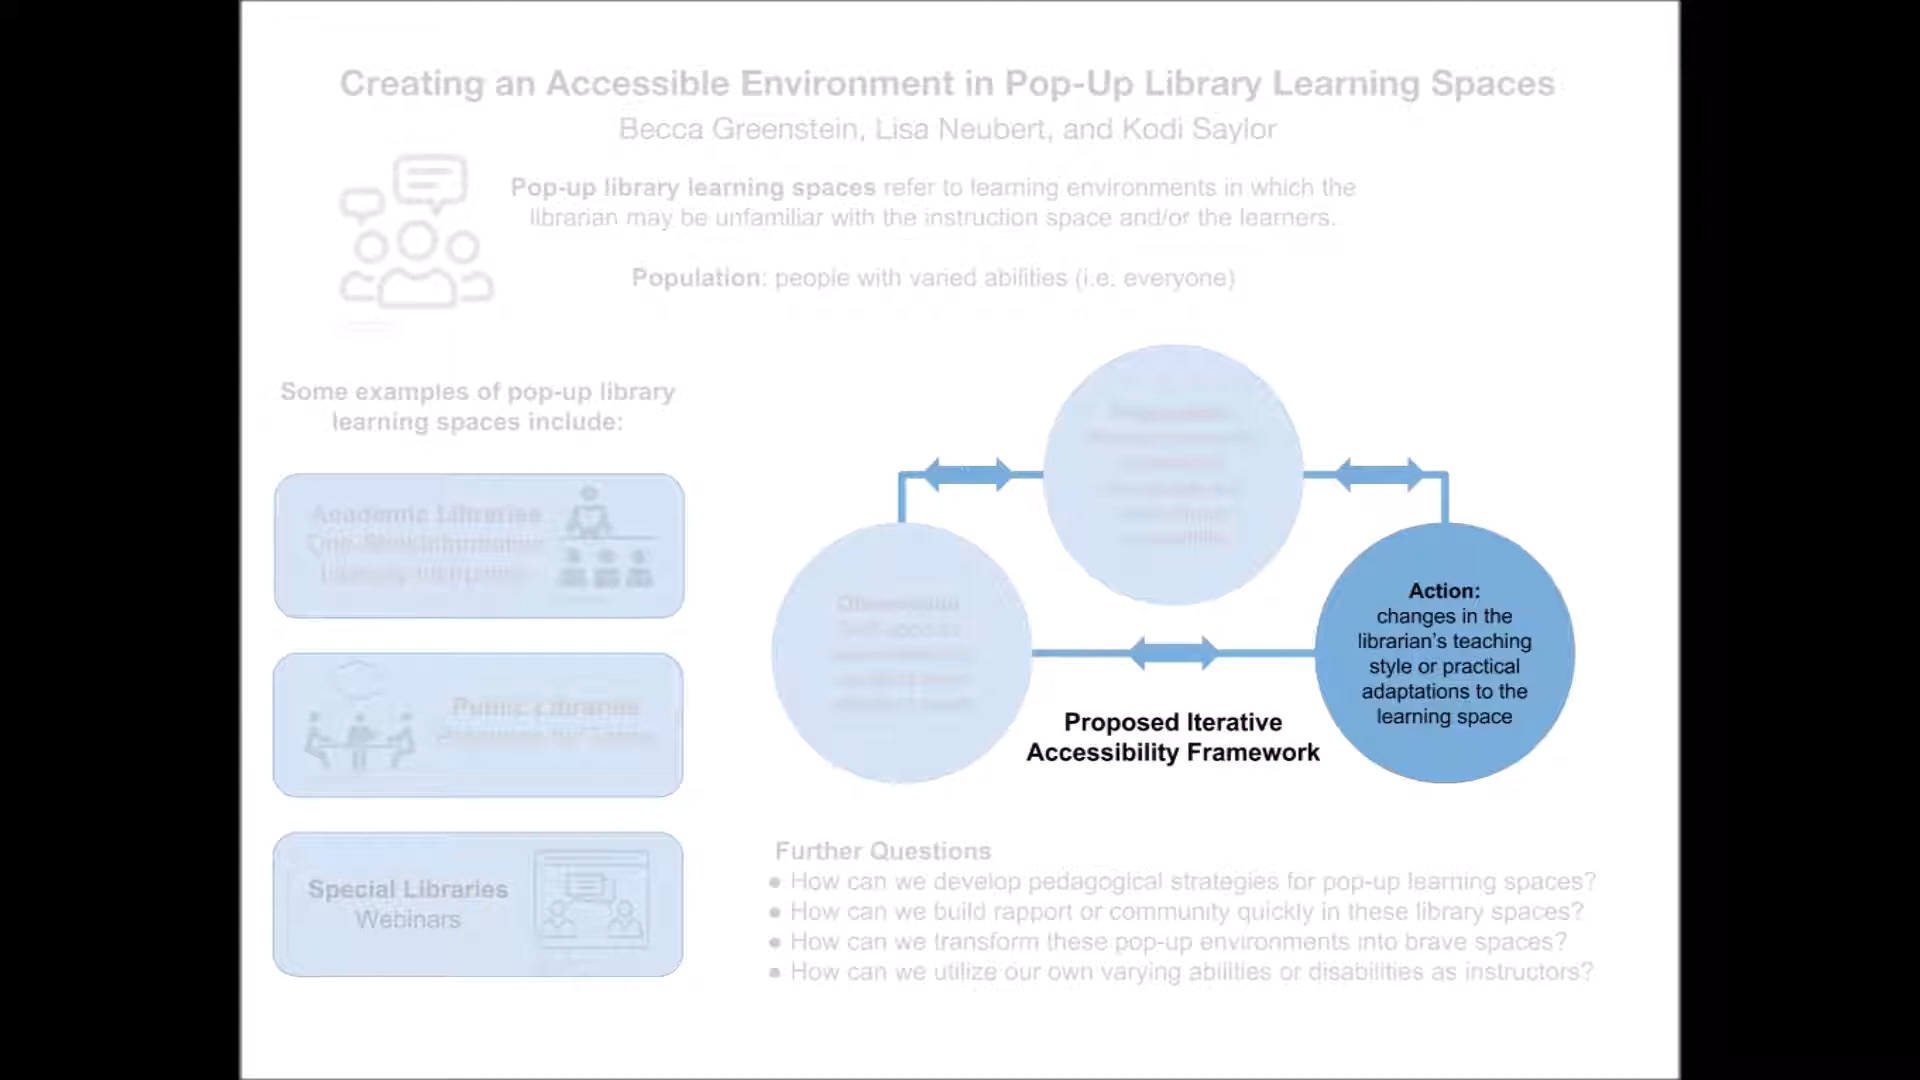 Creating an Accessible Environment in Pop-Up Library Learning Spaces
Becca Greenstein, Lisa Neubert, and Kodi Saylor
Pop-up library learning spaces refer to learning environments in which the
librarian may be unfamiliar with the instruction space and/or the learners.
Population: people with varied abilities (i.e. everyone)
Some examples of pop-up library
learning spaces include:
Academic Libraries
Public Libraries
Special Libraries
Webinars
Action:
changes in the
librarian's teaching
style or practical
adaptations to the
learning space
Proposed Iterative
Accessibility Framework
Further Questions
● How can we develop pedagogical strategies for pop-up learning spaces?
● How can we build rapport or community quickly in these library spaces?
● How can we transform these pop-up environments into brave spaces?
● How can we utilize our own varying abilities or disabilities as instructors?